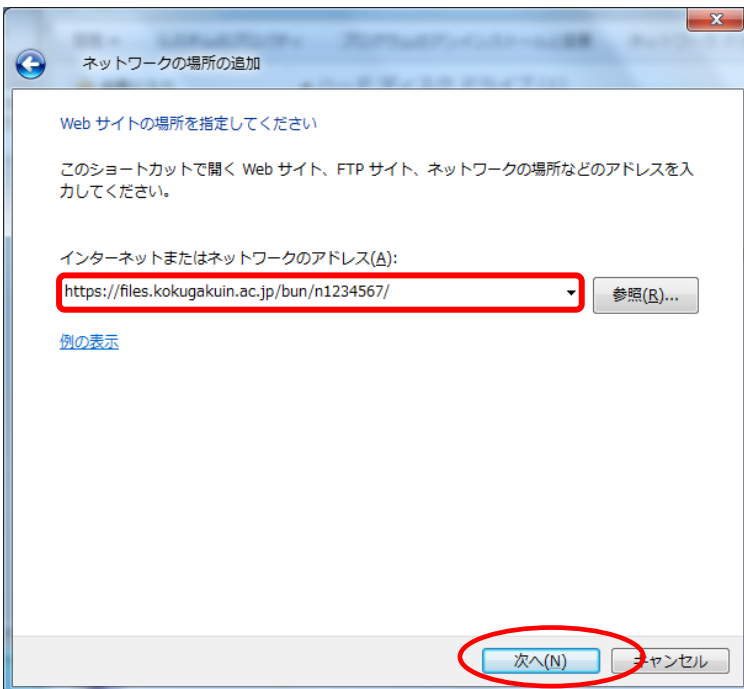 ネットワークの場所の追加
Web サイトの場所を指定してください
このショートカットで開く Web サイト、FTP サイト、ネットワークの場所などのアドレスを入
力してください。
インターネットまたはネットワークのアドレス(A):
https://files.kokugakuin.ac.jp/bun/n1234567/
参照(R)...
例の表示
次へ(N)
キャンセル